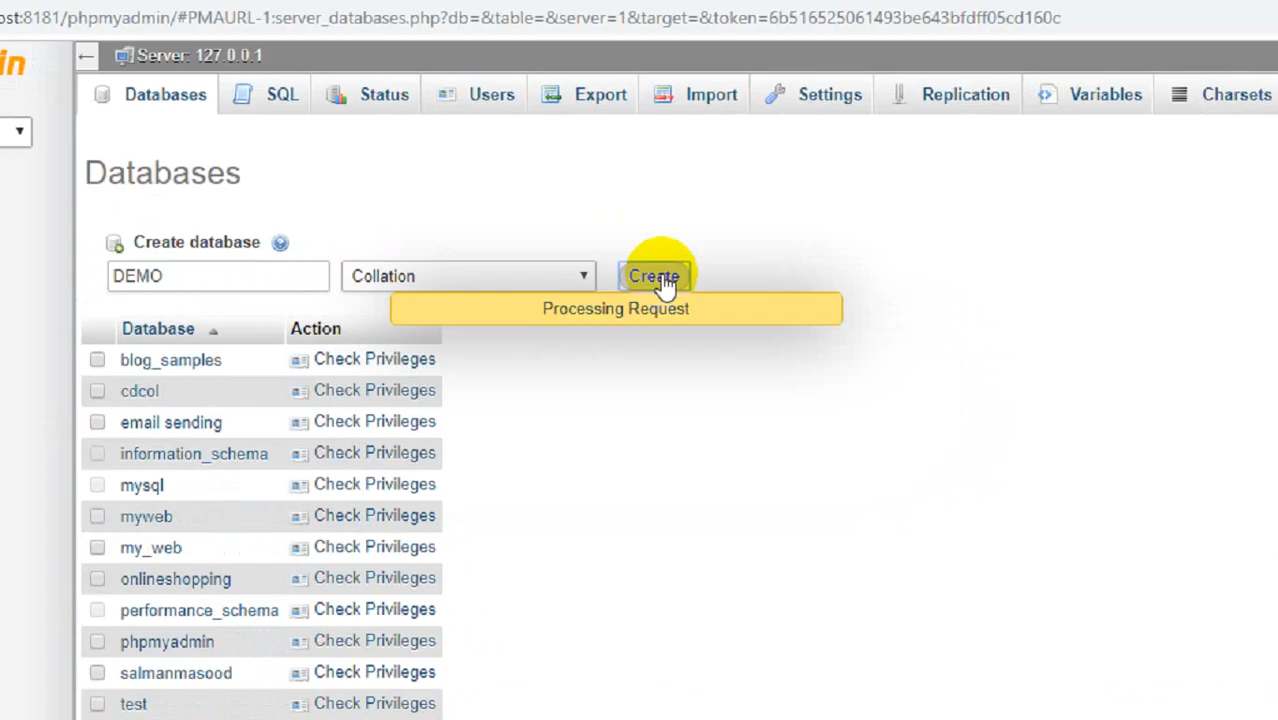 ost:8181/phpmyadmin/#PMAURL-1:server_databases.php?db=&table=&server=1&target=&token=6b516525061493be643bfdff05cd160c
in
Server: 127.0.0.1
Databases SQL Status Users Export Import Settings Replication Variables Charsets
Databases
Create database
DEMO Collation Create
Processing Request
Database Action
blog_samples Check Privileges
cdcol Check Privileges
email sending Check Privileges
information_schema Check Privileges
mysql Check Privileges
myweb Check Privileges
my_web Check Privileges
onlineshopping Check Privileges
performance_schema Check Privileges
phpmyadmin Check Privileges
salmanmasood Check Privileges
test Check Privileges